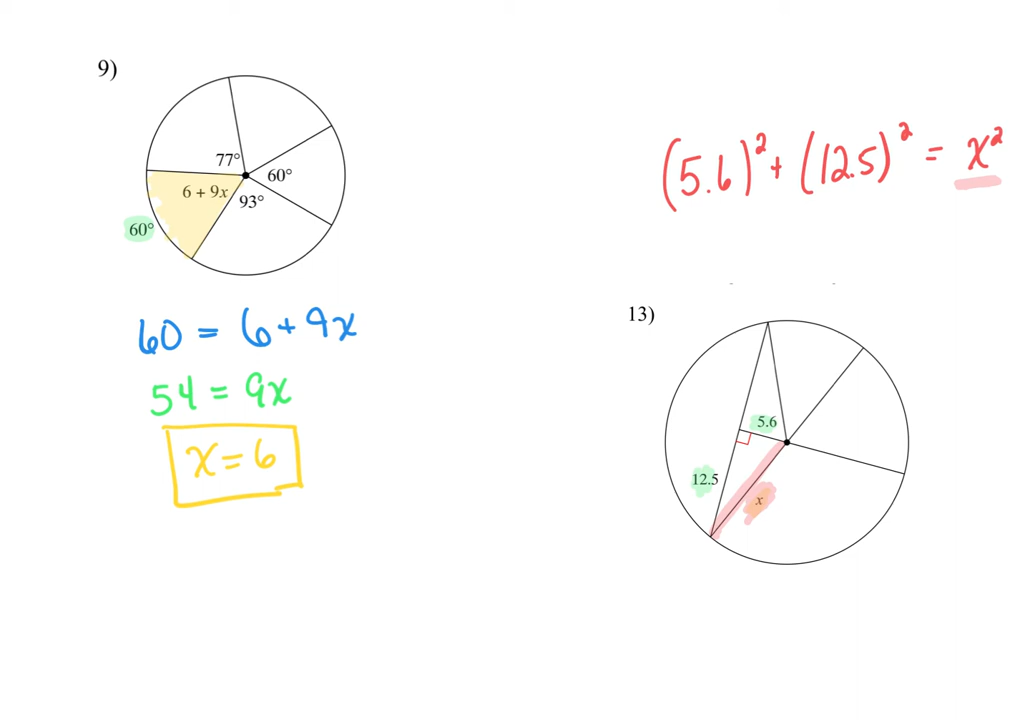 9)
77°
60°
6 + 9x
93°
60°
60 = 6 + 9x
54 = 9x
x = 6
(5.6)² + (12.5)² = x²
13)
5.6
12.5
x